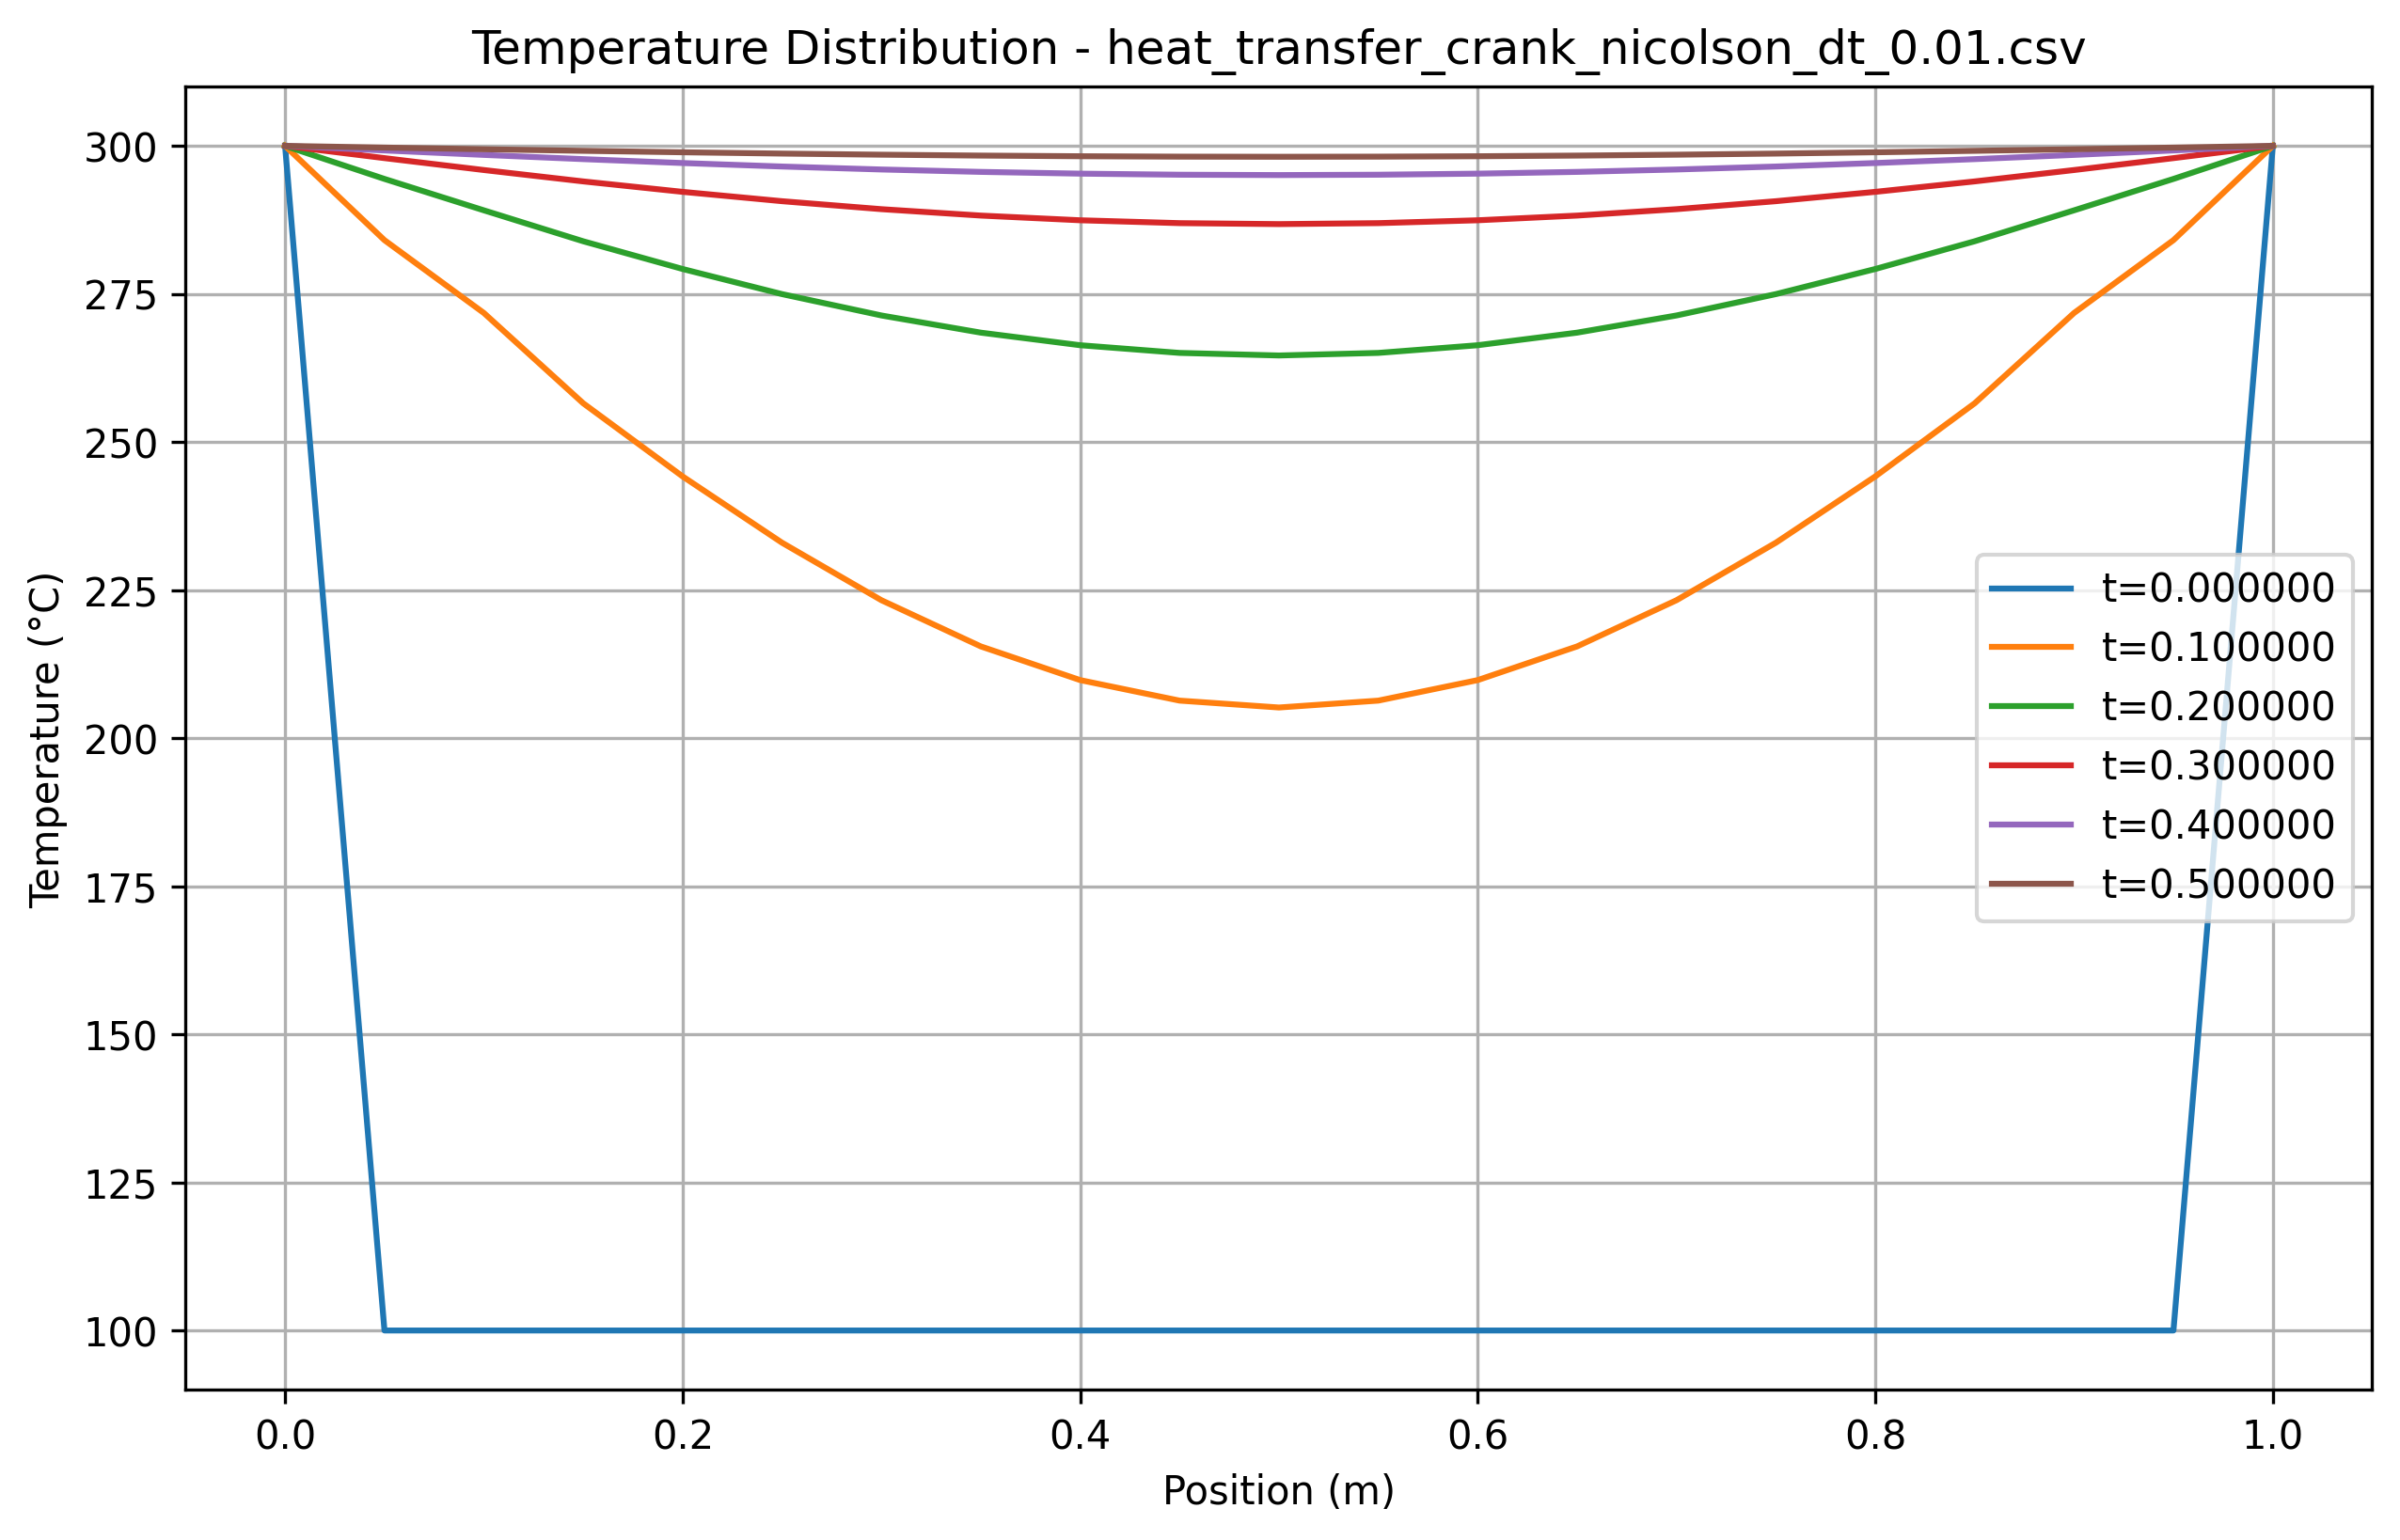 Temperature Distribution - heat_transfer_crank_nicolson_dt_0.01.csv
Temperature (°C)
300
275
250
225
200
175
150
125
100
t=0.000000
t=0.100000
t=0.200000
t=0.300000
t=0.400000
t=0.500000
0.0 0.2 0.4 0.6 0.8 1.0
Position (m)